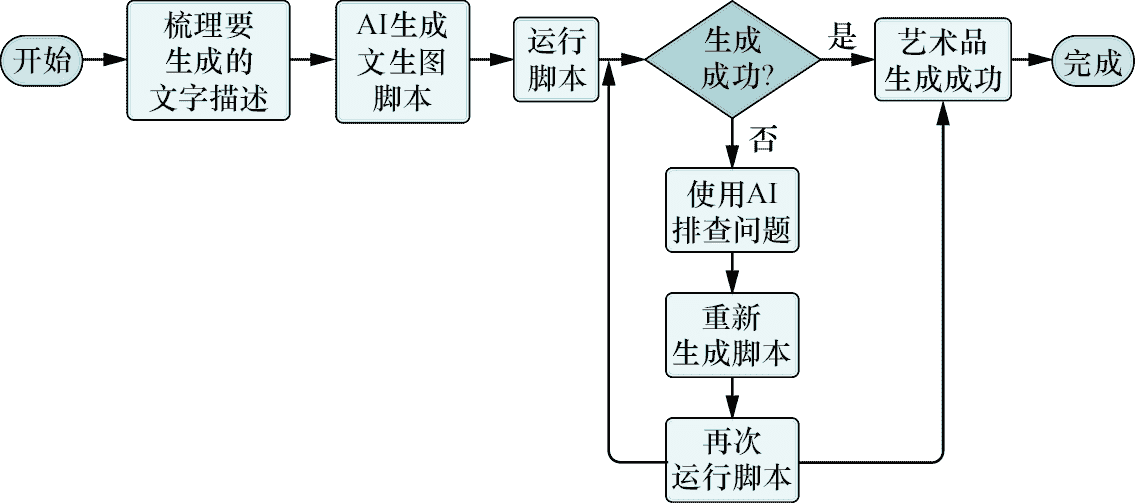 开始
梳理要
生成的
文字描述
AI生成
文生图
脚本
运行
脚本
生成
成功?
是
艺术品
生成成功
完成
否
使用AI
排查问题
重新
生成脚本
再次
运行脚本